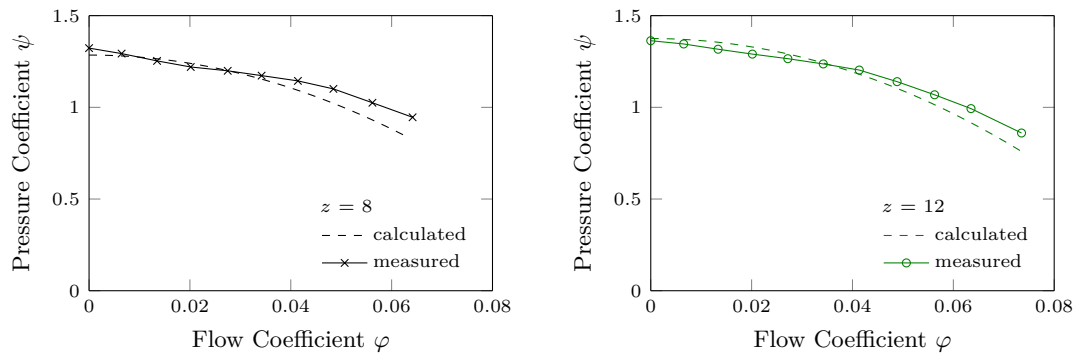 1.5
1
0.5
0
0 0.02 0.04 0.06 0.08
Pressure Coefficient ψ
Flow Coefficient φ
z = 8
calculated
measured
1.5
1
0.5
0
0 0.02 0.04 0.06 0.08
Pressure Coefficient ψ
Flow Coefficient φ
z = 12
calculated
measured